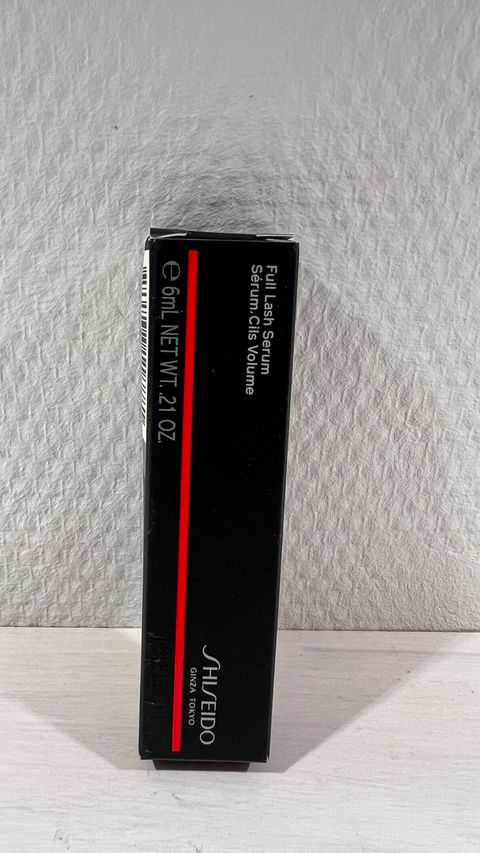 Full Lash Serum
Sérum.Cils Volume
℮ 6mL NET WT. .21 OZ.
SHISEIDO
GINZA TOKYO